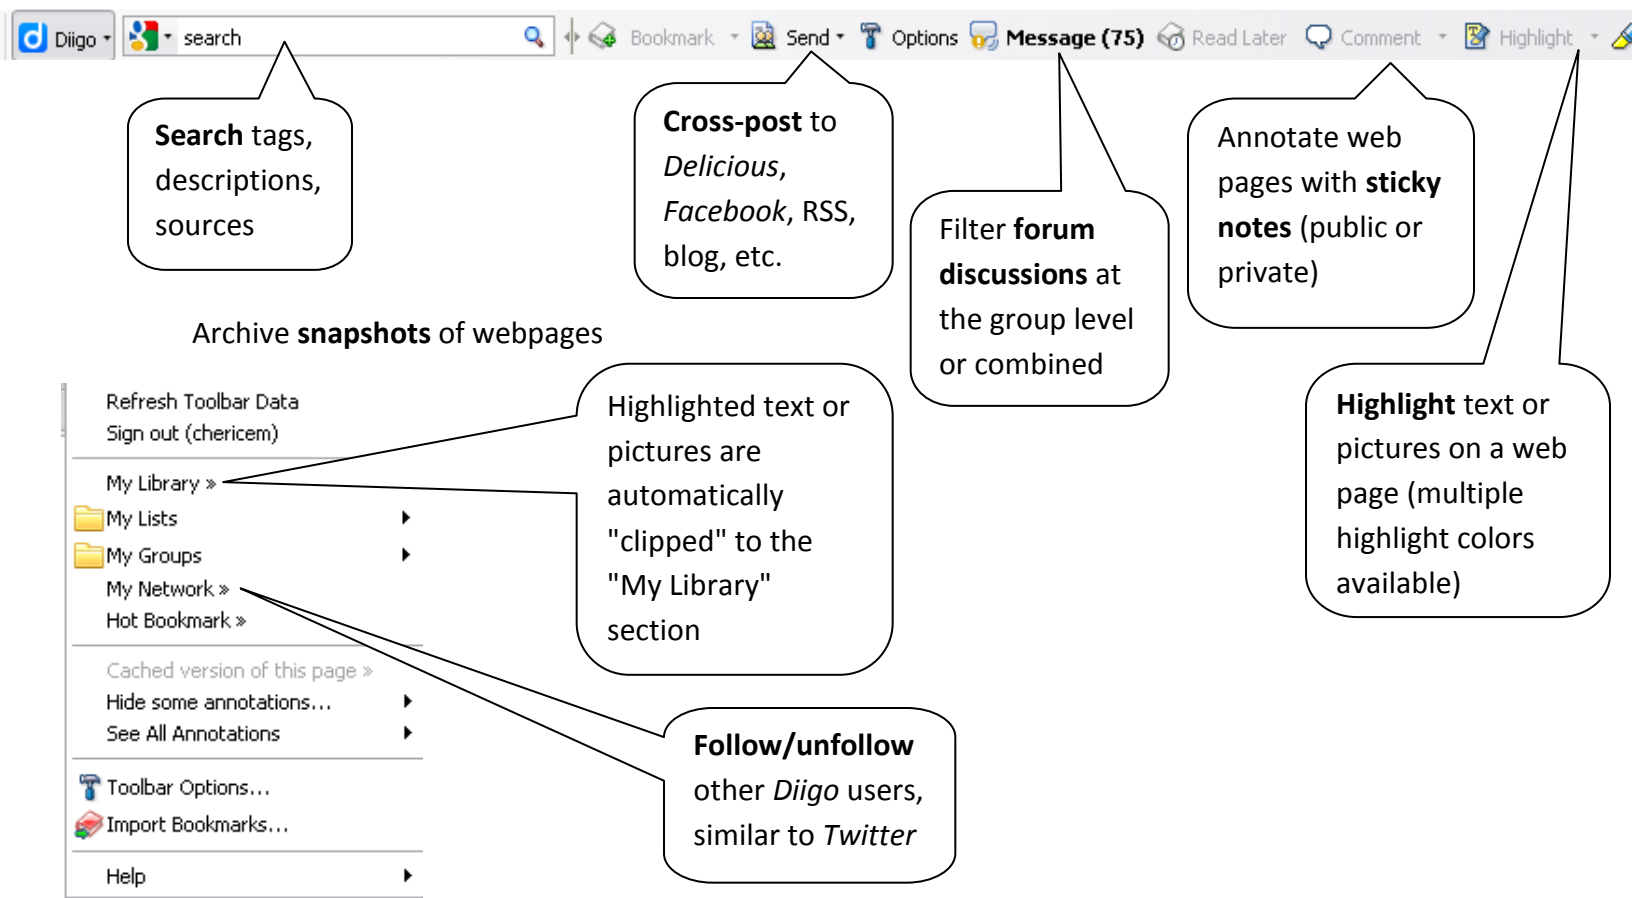 Diigo search Bookmark Send Options Message (75) Read Later Comment Highlight
Search tags,
descriptions,
sources
Cross-post to
Delicious,
Facebook, RSS,
blog, etc.
Filter forum
discussions at
the group level
or combined
Annotate web
pages with sticky
notes (public or
private)
Archive snapshots of webpages
Highlighted text or
pictures are
automatically
"clipped" to the
"My Library"
section
Highlight text or
pictures on a web
page (multiple
highlight colors
available)
Refresh Toolbar Data
Sign out (chericem)
My Library »
My Lists
My Groups
My Network »
Hot Bookmark »
Cached version of this page »
Hide some annotations...
See All Annotations
Toolbar Options...
Import Bookmarks...
Help
Follow/unfollow
other Diigo users,
similar to Twitter